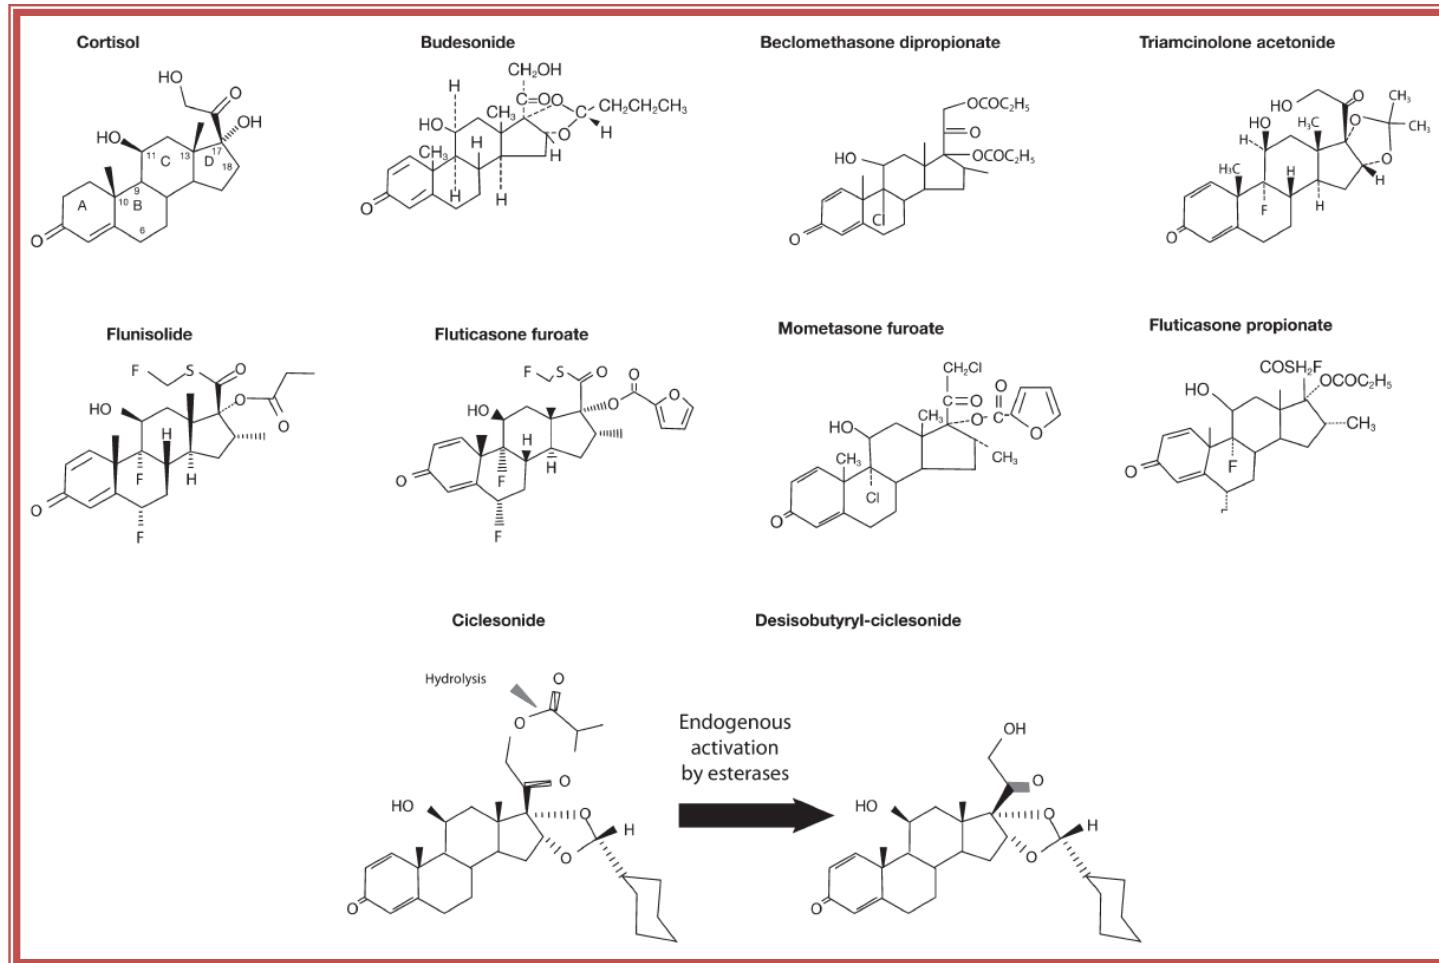 Cortisol
Budesonide
Beclomethasone dipropionate
Triamcinolone acetonide
HO
O
OH
HO
11
C
13
D
17
18
A
10
B
9
6
O
CH₂OH
H
C=O
O
CH₂CH₂CH₃
CH₃
HO
O
H
H
H
CH₃
O
H
H
OCOC₂H₅
O
HO
OCOC₂H₅
Cl
O
HO
O
CH₃
CH₃
HO
H₃C
O
H
O
H₃C
H
H
F
H
O
Flunisolide
Fluticasone furoate
Mometasone furoate
Fluticasone propionate
F
S
O
HO
O
O
H
F
H
O
F
F
S
O
O
HO
O
O
H
F
H
O
F
CH₂Cl
C=O
O
CH₃
O
C
O
HO
CH₃
CH₃
Cl
O
COSH₂F
HO
OCOC₂H₅
CH₃
F
O
Ciclesonide
Desisobutyryl-ciclesonide
Hydrolysis
O
O
O
HO
O
H
O
O
Endogenous
activation
by esterases
OH
O
HO
O
H
O
O